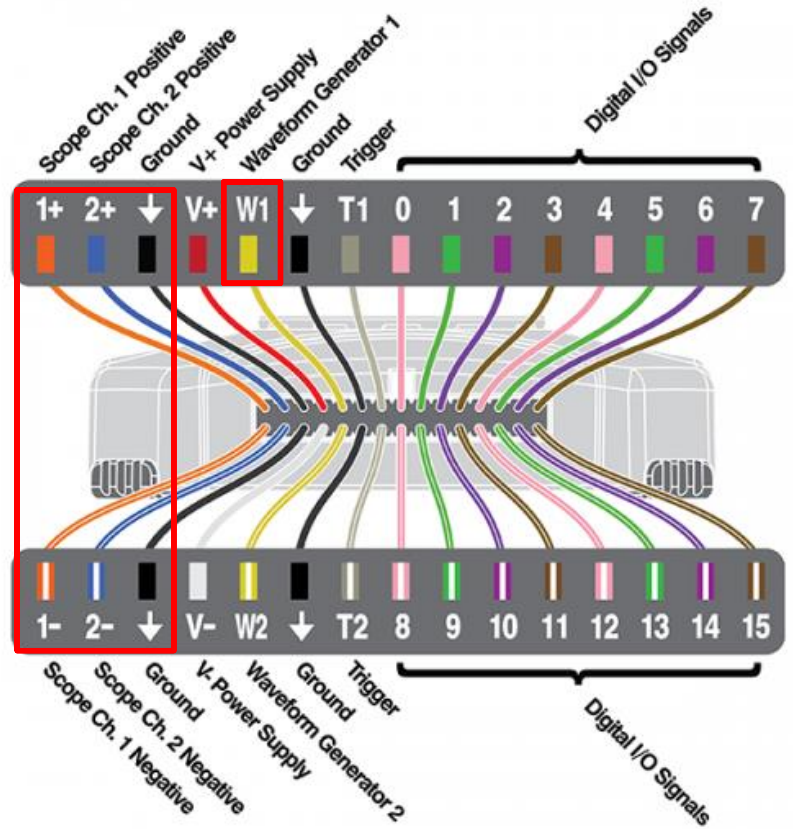 Scope Ch. 1 Positive
Scope Ch. 2 Positive
Ground
V+ Power Supply
Waveform Generator 1
Ground
Trigger
Digital I/O Signals
1+ 2+ ↓ V+ W1 ↓ T1 0 1 2 3 4 5 6 7
1- 2- ↓ V- W2 ↓ T2 8 9 10 11 12 13 14 15
Scope Ch. 1 Negative
Scope Ch. 2 Negative
Ground
V- Power Supply
Waveform Generator 2
Ground
Trigger
Digital I/O Signals